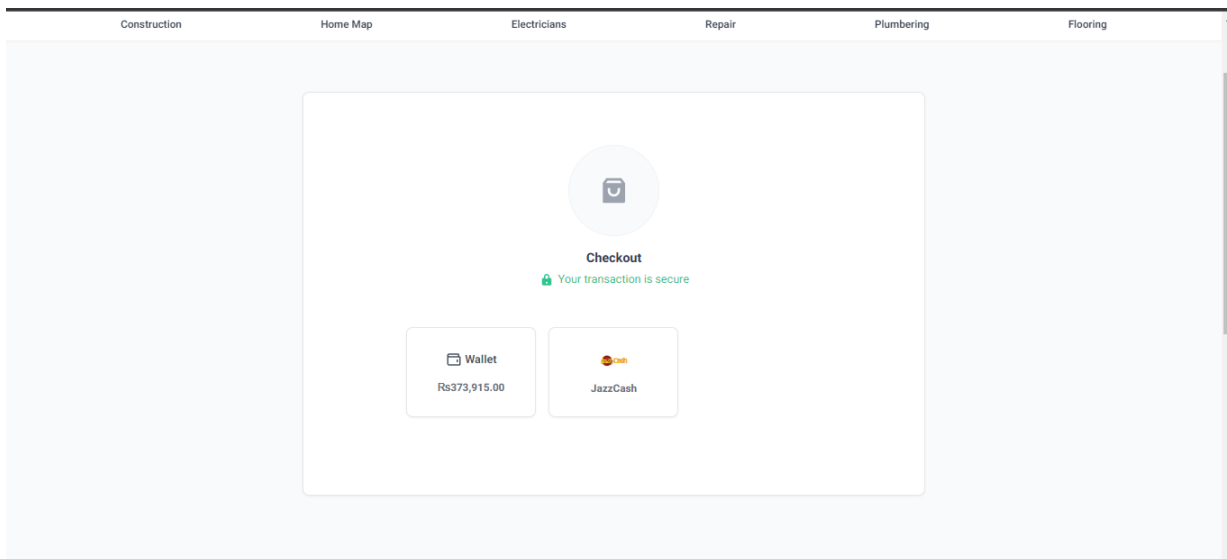 Construction Home Map Electricians Repair Plumbering Flooring
Checkout
Your transaction is secure
Wallet
Rs373,915.00
JazzCash